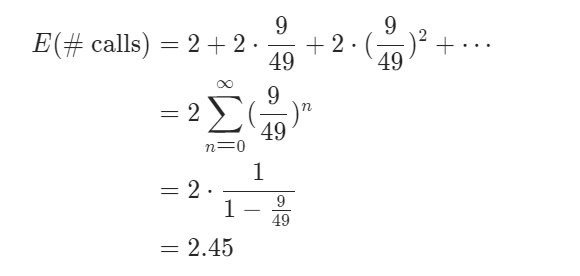 E(# calls) = 2 + 2 · 9/49 + 2 · (9/49)² + ···
= 2 ∑_{n=0}^{∞} (9/49)ⁿ
= 2 · 1/(1 − 9/49)
= 2.45